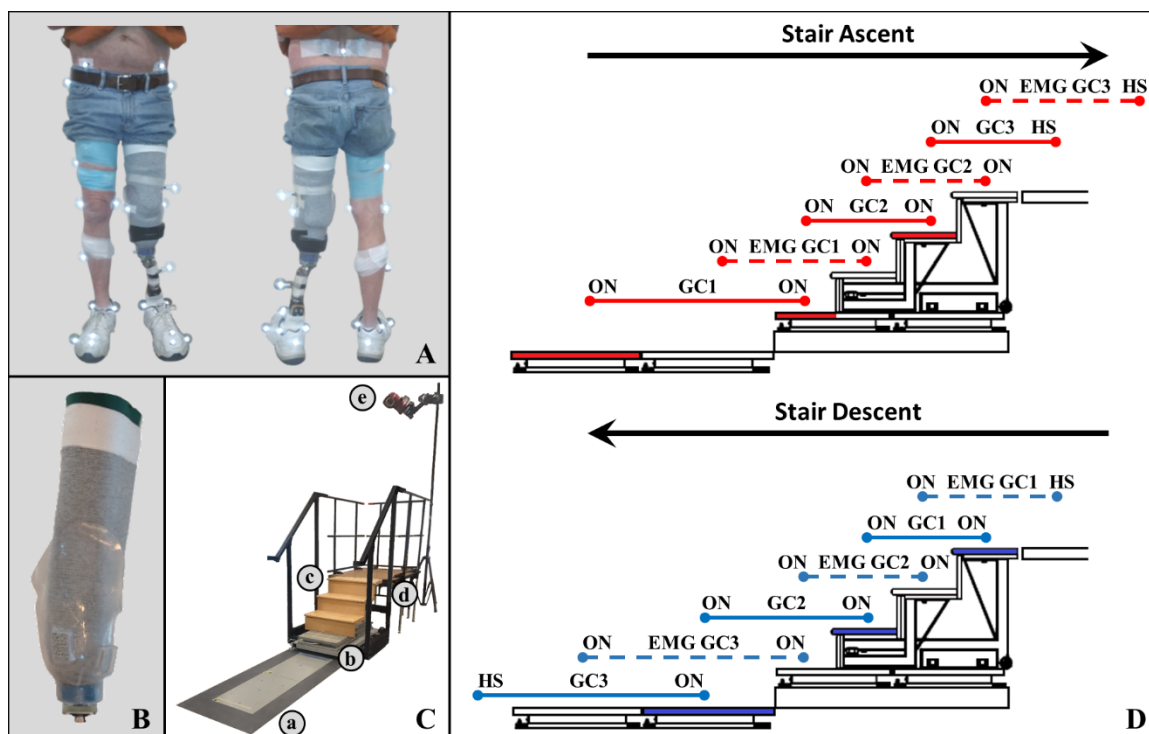 A
B
e
c
d
b
a
C
Stair Ascent
ON EMG GC3 HS
ON GC3 HS
ON EMG GC2 ON
ON GC2 ON
ON EMG GC1 ON
ON GC1 ON
Stair Descent
ON EMG GC1 HS
ON GC1 ON
ON EMG GC2 ON
ON GC2 ON
ON EMG GC3 ON
HS GC3 ON
D